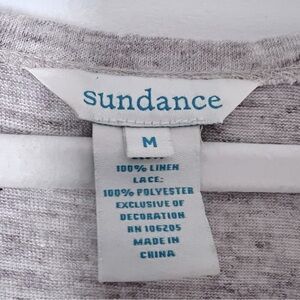 sundance
M
100% LINEN
LACE:
100% POLYESTER
EXCLUSIVE OF
DECORATION
RN 106205
MADE IN
CHINA